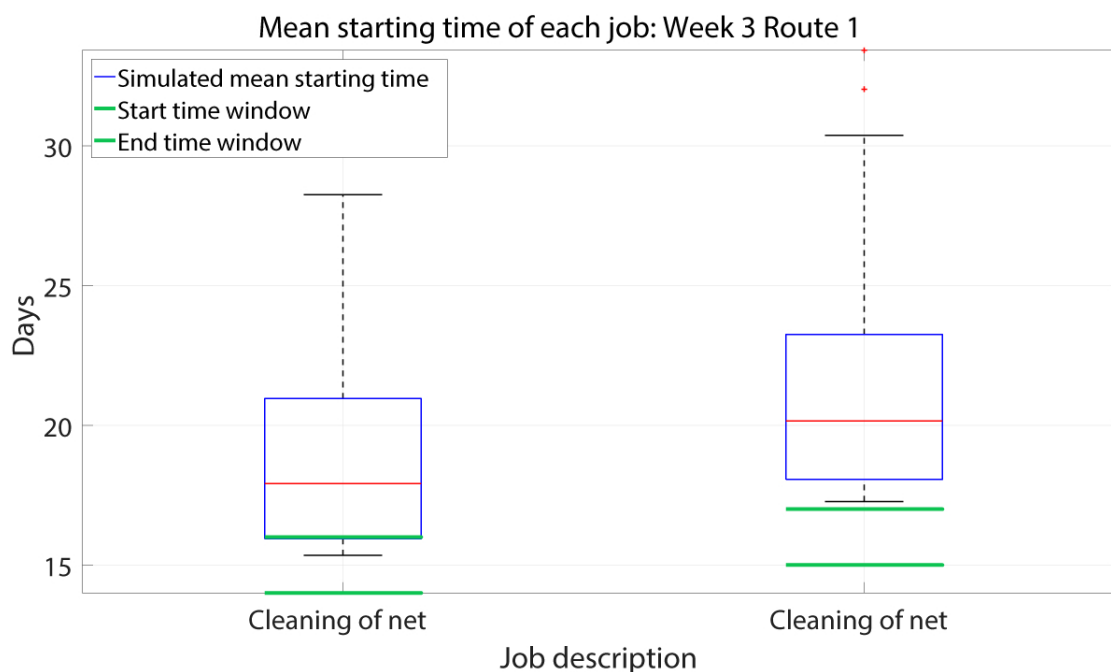 Mean starting time of each job: Week 3 Route 1
Simulated mean starting time
Start time window
End time window
30
25
20
15
Days
Cleaning of net
Cleaning of net
Job description